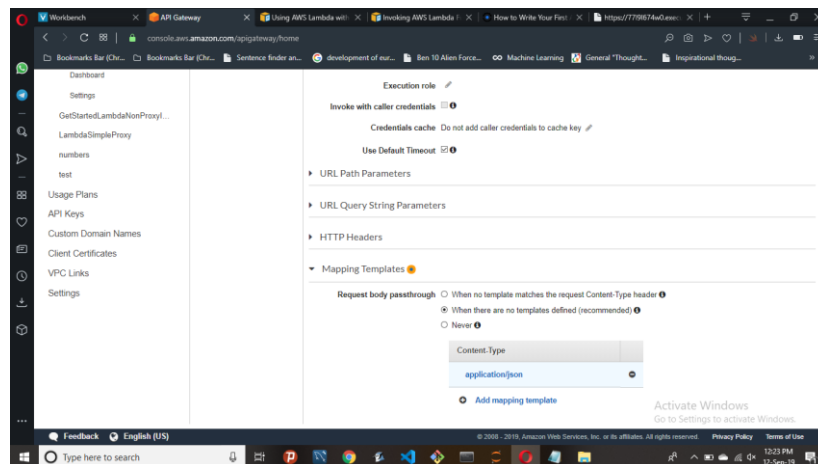 Workbench
API Gateway
Using AWS Lambda with
Invoking AWS Lambda F
How to Write Your First
console.aws.amazon.com/apigateway/home
Bookmarks Bar (Chr...
Bookmarks Bar (Chr...
Sentence finder an...
development of eur...
Ben 10 Alien Force...
Machine Learning
General "Thought...
Inspirational thoug...
Dashboard
Settings
GetStartedLambdaNonProxyI...
LambdaSimpleProxy
numbers
test
Usage Plans
API Keys
Custom Domain Names
Client Certificates
VPC Links
Settings
Execution role
Invoke with caller credentials
Credentials cache Do not add caller credentials to cache key
Use Default Timeout
URL Path Parameters
URL Query String Parameters
HTTP Headers
Mapping Templates
Request body passthrough When no template matches the request Content-Type header
When there are no templates defined (recommended)
Never
Content-Type
application/json
Add mapping template
Activate Windows
Go to Settings to activate Windows.
Feedback English (US)
© 2008 - 2019, Amazon Web Services, Inc. or its affiliates. All rights reserved. Privacy Policy Terms of Use
Type here to search
12:23 PM
12-Sep-19